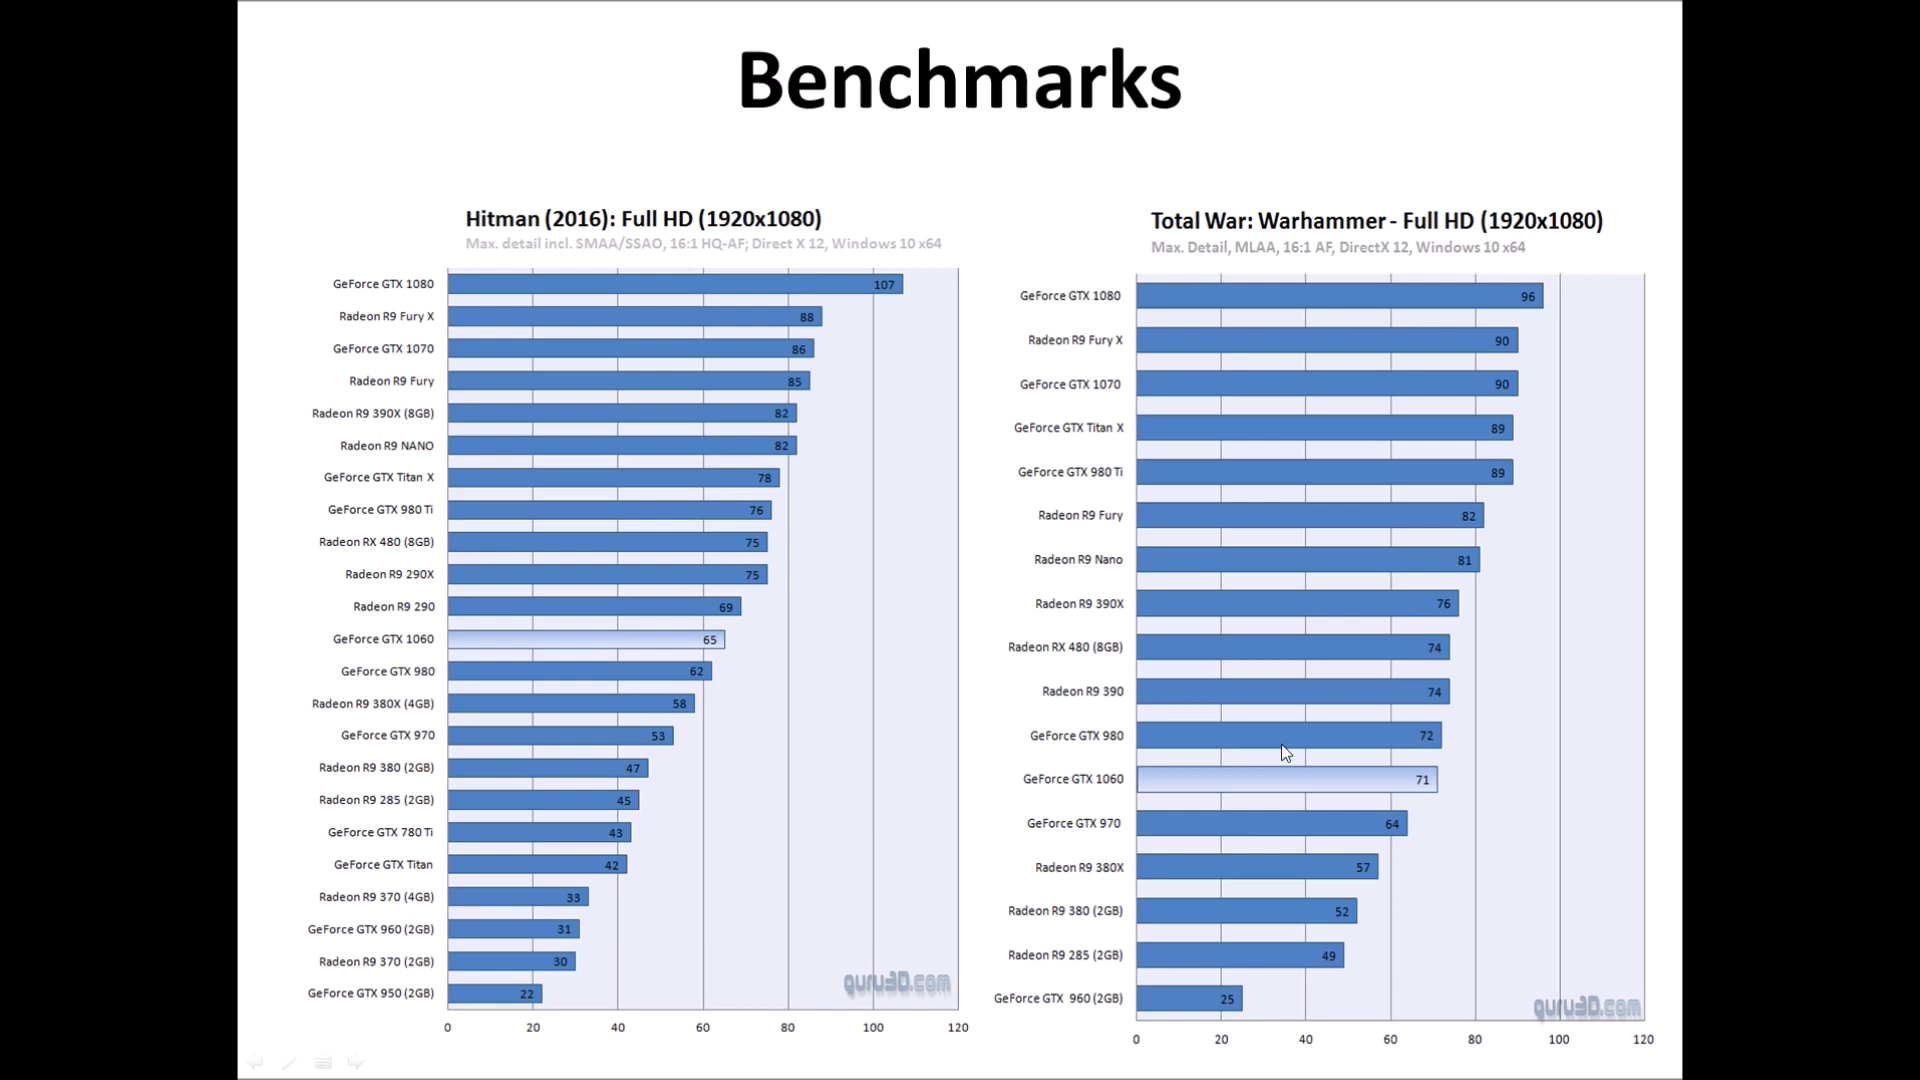 Benchmarks
Hitman (2016): Full HD (1920x1080)
Max. detail incl. SMAA/SSAO, 16:1 HQ-AF; Direct X 12, Windows 10 x64
GeForce GTX 1080 107
Radeon R9 Fury X 88
GeForce GTX 1070 86
Radeon R9 Fury 85
Radeon R9 390X (8GB) 82
Radeon R9 NANO 82
GeForce GTX Titan X 78
GeForce GTX 980 Ti 76
Radeon RX 480 (8GB) 75
Radeon R9 290X 75
Radeon R9 290 69
GeForce GTX 1060 65
GeForce GTX 980 62
Radeon R9 380X (4GB) 58
GeForce GTX 970 53
Radeon R9 380 (2GB) 47
Radeon R9 285 (2GB) 45
GeForce GTX 780 Ti 43
GeForce GTX Titan 42
Radeon R9 370 (4GB) 33
GeForce GTX 960 (2GB) 31
Radeon R9 370 (2GB) 30
GeForce GTX 950 (2GB) 22
guru3D.com
0 20 40 60 80 100 120
Total War: Warhammer - Full HD (1920x1080)
Max. Detail, MLAA, 16:1 AF, DirectX 12, Windows 10 x64
GeForce GTX 1080 96
Radeon R9 Fury X 90
GeForce GTX 1070 90
GeForce GTX Titan X 89
GeForce GTX 980 Ti 89
Radeon R9 Fury 82
Radeon R9 Nano 81
Radeon R9 390X 76
Radeon RX 480 (8GB) 74
Radeon R9 390 74
GeForce GTX 980 72
GeForce GTX 1060 71
GeForce GTX 970 64
Radeon R9 380X 57
Radeon R9 380 (2GB) 52
Radeon R9 285 (2GB) 49
GeForce GTX 960 (2GB) 25
guru3D.com
0 20 40 60 80 100 120